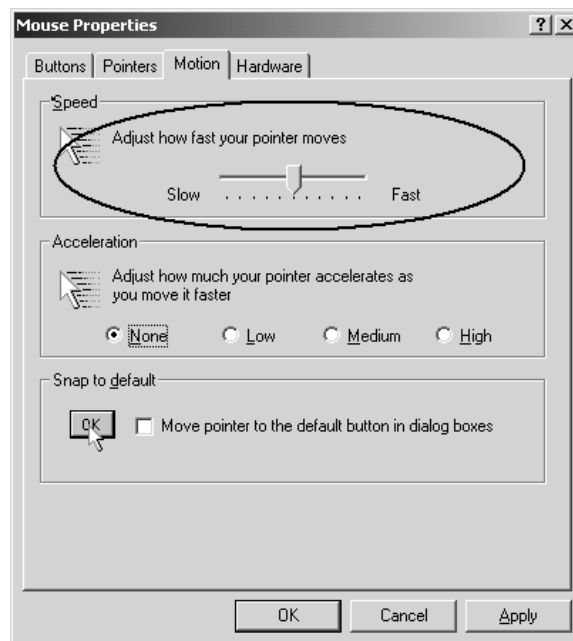 Mouse Properties
Buttons Pointers Motion Hardware
Speed
Adjust how fast your pointer moves
Slow Fast
Acceleration
Adjust how much your pointer accelerates as
you move it faster
None Low Medium High
Snap to default
OK Move pointer to the default button in dialog boxes
OK Cancel Apply